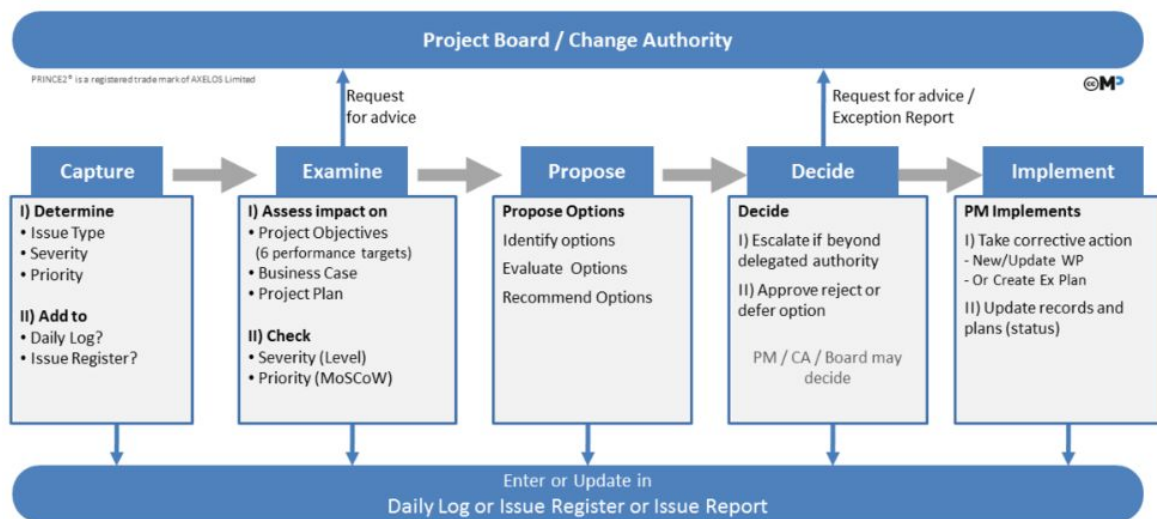 Project Board / Change Authority
PRINCE2® is a registered trade mark of AXELOS Limited
cc MP
Request
for advice
Request for advice /
Exception Report
Capture
Examine
Propose
Decide
Implement
I) Determine
• Issue Type
• Severity
• Priority
II) Add to
• Daily Log?
• Issue Register?
I) Assess impact on
• Project Objectives
(6 performance targets)
• Business Case
• Project Plan
II) Check
• Severity (Level)
• Priority (MoSCoW)
Propose Options
Identify options
Evaluate Options
Recommend Options
Decide
I) Escalate if beyond
delegated authority
II) Approve reject or
defer option
PM / CA / Board may
decide
PM Implements
I) Take corrective action
- New/Update WP
- Or Create Ex Plan
II) Update records and
plans (status)
Enter or Update in
Daily Log or Issue Register or Issue Report